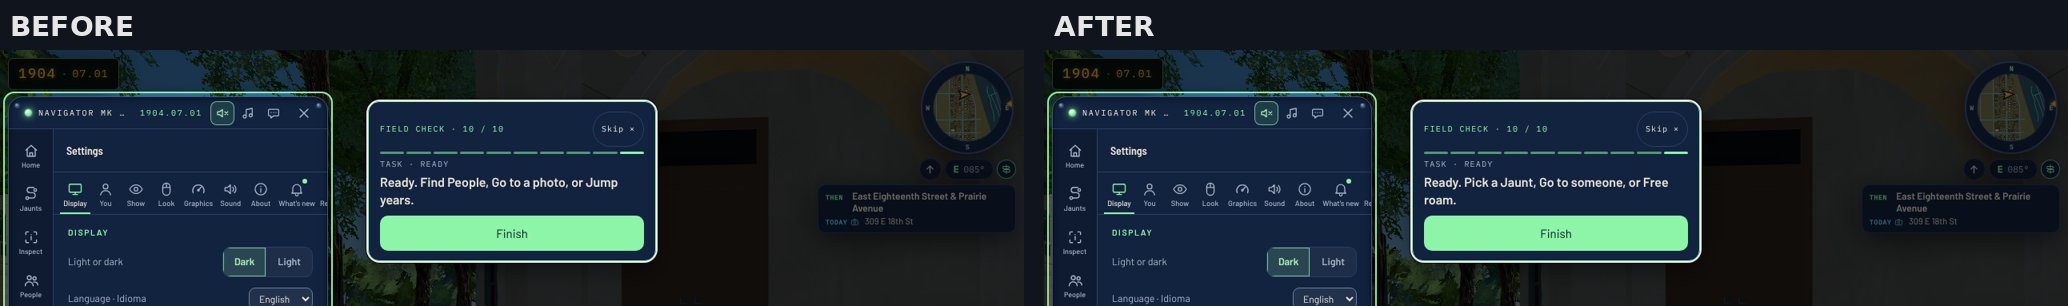 BEFORE
1904 · 07.01
NAVIGATOR MK … 1904.07.01
Home
Jaunts
Inspect
People
Settings
Display You Show Look Graphics Sound About What's new Re
DISPLAY
Light or dark Dark Light
Language · Idioma English
FIELD CHECK · 10 / 10 Skip ×
TASK · READY
Ready. Find People, Go to a photo, or Jump
years.
Finish
N
S
E 085°
THEN East Eighteenth Street & Prairie
Avenue
TODAY 309 E 18th St
AFTER
1904 · 07.01
NAVIGATOR MK … 1904.07.01
Home
Jaunts
Inspect
People
Settings
Display You Show Look Graphics Sound About What's new Re
DISPLAY
Light or dark Dark Light
Language · Idioma English
FIELD CHECK · 10 / 10 Skip ×
TASK · READY
Ready. Pick a Jaunt, Go to someone, or Free
roam.
Finish
N
S
E 085°
THEN East Eighteenth Street & Prairie
Avenue
TODAY 309 E 18th St